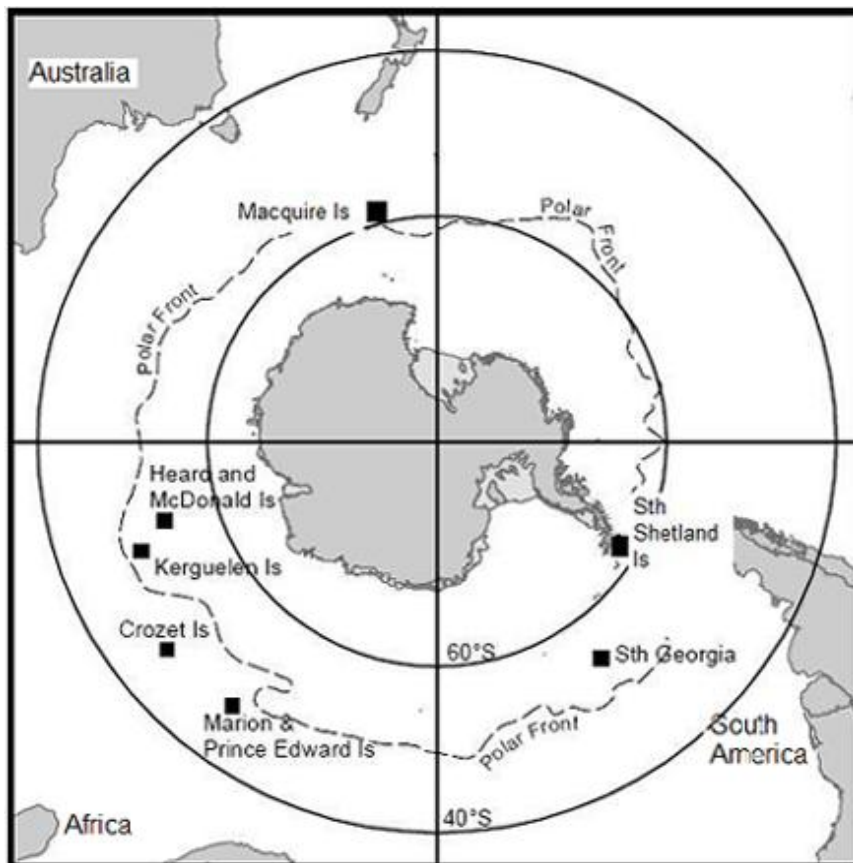 Australia
Macquire Is
Polar
Front
Polar Front
Heard and
McDonald Is
Kerguelen Is
Sth
Shetland
Is
Crozet Is
60°S
Sth Georgia
Marion &
Prince Edward Is
Polar Front
South
America
Africa
40°S